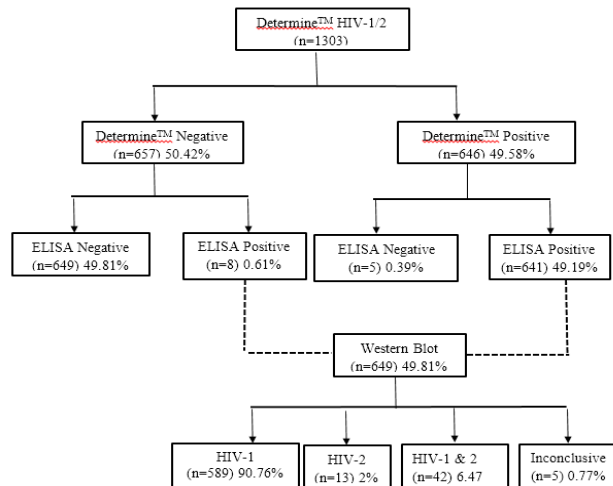 Determine™ HIV-1/2
(n=1303)
Determine™ Negative
(n=657) 50.42%
Determine™ Positive
(n=646) 49.58%
ELISA Negative
(n=649) 49.81%
ELISA Positive
(n=8) 0.61%
ELISA Negative
(n=5) 0.39%
ELISA Positive
(n=641) 49.19%
Western Blot
(n=649) 49.81%
HIV-1
(n=589) 90.76%
HIV-2
(n=13) 2%
HIV-1 & 2
(n=42) 6.47
Inconclusive
(n=5) 0.77%